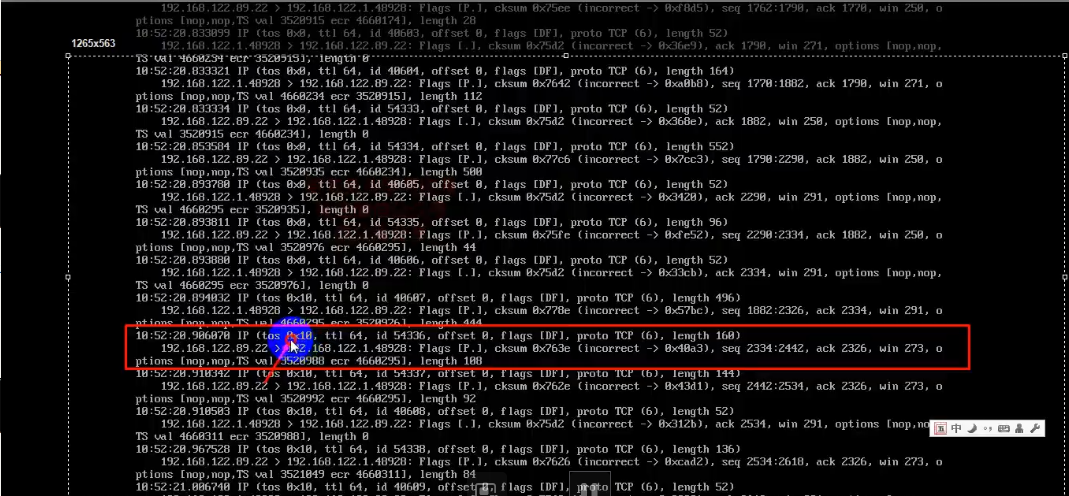 192.168.122.89.22 > 192.168.122.1.48928: Flags [P.], cksum 0x75ee (incorrect -> 0xf8d5), seq 1762:1790, ack 1770, win 250, o
ptions [nop,nop,TS val 3520915 ecr 4660174], length 28
10:52:20.833099 IP (tos 0x0, ttl 64, id 40603, offset 0, flags [DF], proto TCP (6), length 52)
192.168.122.1.48928 > 192.168.122.89.22: Flags [.], cksum 0x75d2 (incorrect -> 0x36e9), ack 1790, win 271, options [nop,nop,
1265x563
TS val 4660234 ecr 3520915], length 0
10:52:20.833321 IP (tos 0x0, ttl 64, id 40604, offset 0, flags [DF], proto TCP (6), length 164)
192.168.122.1.48928 > 192.168.122.89.22: Flags [P.], cksum 0x7642 (incorrect -> 0xa0b8), seq 1770:1882, ack 1790, win 271, o
ptions [nop,nop,TS val 4660234 ecr 3520915], length 112
10:52:20.833334 IP (tos 0x0, ttl 64, id 54333, offset 0, flags [DF], proto TCP (6), length 52)
192.168.122.89.22 > 192.168.122.1.48928: Flags [.], cksum 0x75d2 (incorrect -> 0x368e), ack 1882, win 250, options [nop,nop,
TS val 3520915 ecr 4660234], length 0
10:52:20.853584 IP (tos 0x0, ttl 64, id 54334, offset 0, flags [DF], proto TCP (6), length 552)
192.168.122.89.22 > 192.168.122.1.48928: Flags [P.], cksum 0x77c6 (incorrect -> 0x7cc3), seq 1790:2290, ack 1882, win 250, o
ptions [nop,nop,TS val 3520935 ecr 4660234], length 500
10:52:20.893780 IP (tos 0x0, ttl 64, id 40605, offset 0, flags [DF], proto TCP (6), length 52)
192.168.122.1.48928 > 192.168.122.89.22: Flags [.], cksum 0x75d2 (incorrect -> 0x3420), ack 2290, win 291, options [nop,nop,
TS val 4660295 ecr 3520935], length 0
10:52:20.893811 IP (tos 0x0, ttl 64, id 54335, offset 0, flags [DF], proto TCP (6), length 96)
192.168.122.89.22 > 192.168.122.1.48928: Flags [P.], cksum 0x75fe (incorrect -> 0xfe52), seq 2290:2334, ack 1882, win 250, o
ptions [nop,nop,TS val 3520976 ecr 4660295], length 44
10:52:20.893880 IP (tos 0x0, ttl 64, id 40606, offset 0, flags [DF], proto TCP (6), length 52)
192.168.122.1.48928 > 192.168.122.89.22: Flags [.], cksum 0x75d2 (incorrect -> 0x33cb), ack 2334, win 291, options [nop,nop,
TS val 4660295 ecr 3520976], length 0
10:52:20.894032 IP (tos 0x10, ttl 64, id 40607, offset 0, flags [DF], proto TCP (6), length 496)
192.168.122.1.48928 > 192.168.122.89.22: Flags [P.], cksum 0x778e (incorrect -> 0x57bc), seq 1882:2326, ack 2334, win 291, o
ptions [nop,nop,TS val 4660295 ecr 3520976], length 444
10:52:20.906070 IP (tos 0x10, ttl 64, id 54336, offset 0, flags [DF], proto TCP (6), length 160)
192.168.122.89.22 > 192.168.122.1.48928: Flags [P.], cksum 0x763e (incorrect -> 0x40a3), seq 2334:2442, ack 2326, win 273, o
ptions [nop,nop,TS val 3520988 ecr 4660295], length 108
10:52:20.910342 IP (tos 0x10, ttl 64, id 54337, offset 0, flags [DF], proto TCP (6), length 144)
192.168.122.89.22 > 192.168.122.1.48928: Flags [P.], cksum 0x762e (incorrect -> 0x43d1), seq 2442:2534, ack 2326, win 273, o
ptions [nop,nop,TS val 3520992 ecr 4660295], length 92
10:52:20.910503 IP (tos 0x10, ttl 64, id 40608, offset 0, flags [DF], proto TCP (6), length 52)
192.168.122.1.48928 > 192.168.122.89.22: Flags [.], cksum 0x75d2 (incorrect -> 0x312b), ack 2534, win 291, options [nop,nop,
中
TS val 4660311 ecr 3520988], length 0
10:52:20.967528 IP (tos 0x10, ttl 64, id 54338, offset 0, flags [DF], proto TCP (6), length 136)
192.168.122.89.22 > 192.168.122.1.48928: Flags [P.], cksum 0x7626 (incorrect -> 0xcad2), seq 2534:2618, ack 2326, win 273, o
ptions [nop,nop,TS val 3521049 ecr 4660311], length 84
10:52:21.006740 IP (tos 0x10, ttl 64, id 40609, offset 0, flags [DF], proto TCP (6), length 52)